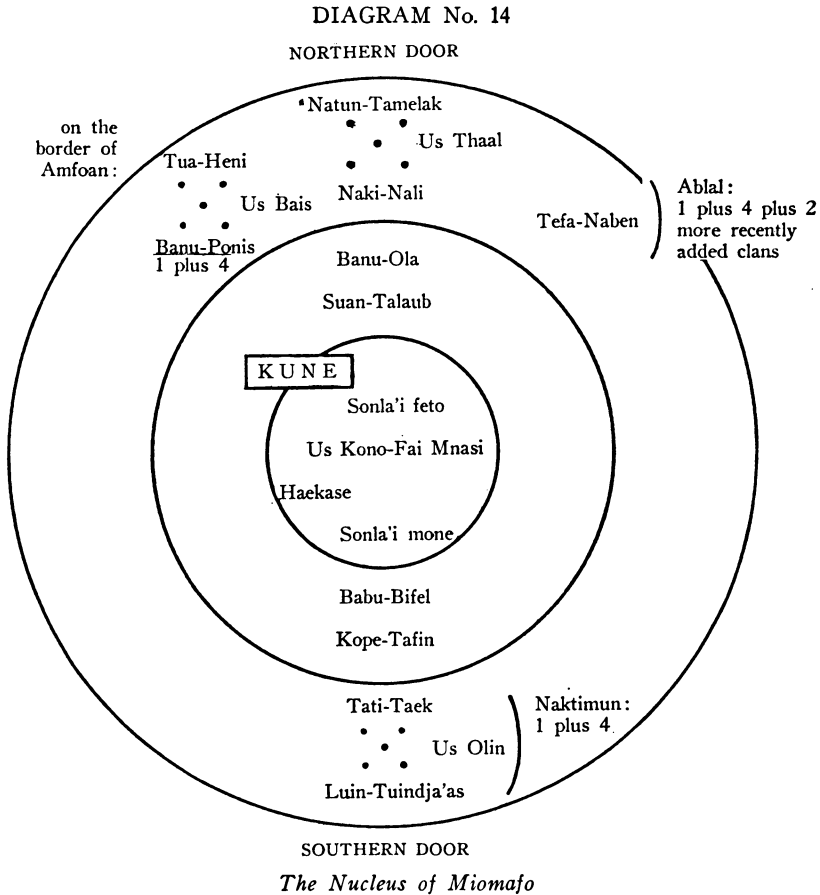 DIAGRAM No. 14
NORTHERN DOOR
on the
border of
Amfoan:
Natun-Tamelak
Us Thaal
Naki-Nali
Tua-Heni
Us Bais
Banu-Ponis
1 plus 4
Tefa-Naben
Ablal:
1 plus 4 plus 2
more recently
added clans
Banu-Ola
Suan-Talaub
KUNE
Sonla'i feto
Us Kono-Fai Mnasi
Haekase
Sonla'i mone
Babu-Bifel
Kope-Tafin
Tati-Taek
Us Olin
Luin-Tuindja'as
Naktimun:
1 plus 4
SOUTHERN DOOR
The Nucleus of Miomafo